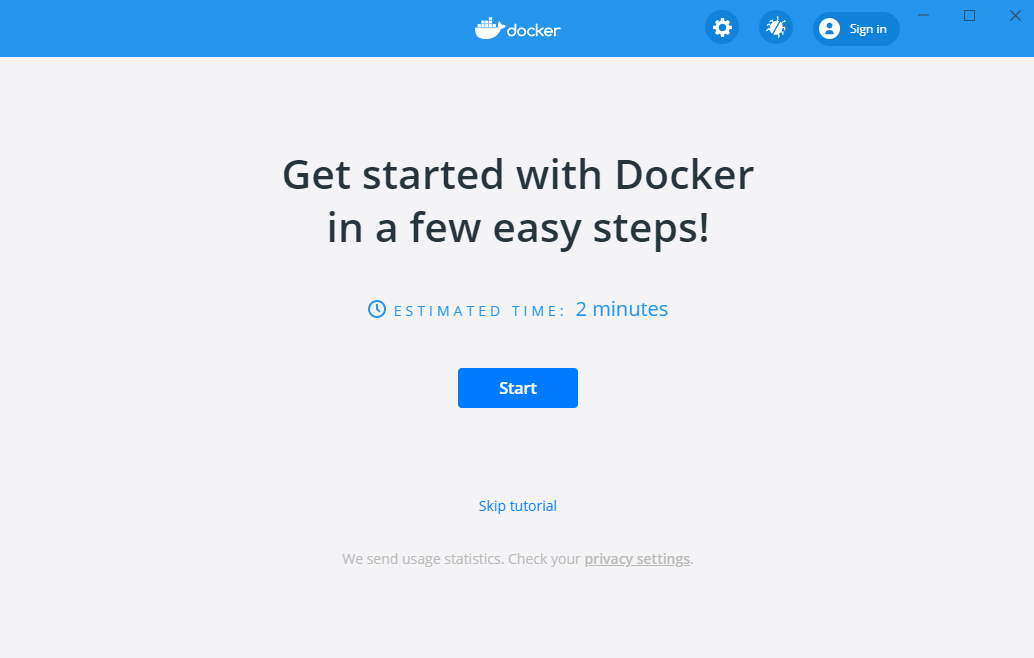 docker
Sign in
Get started with Docker
in a few easy steps!
ESTIMATED TIME: 2 minutes
Start
Skip tutorial
We send usage statistics. Check your privacy settings.